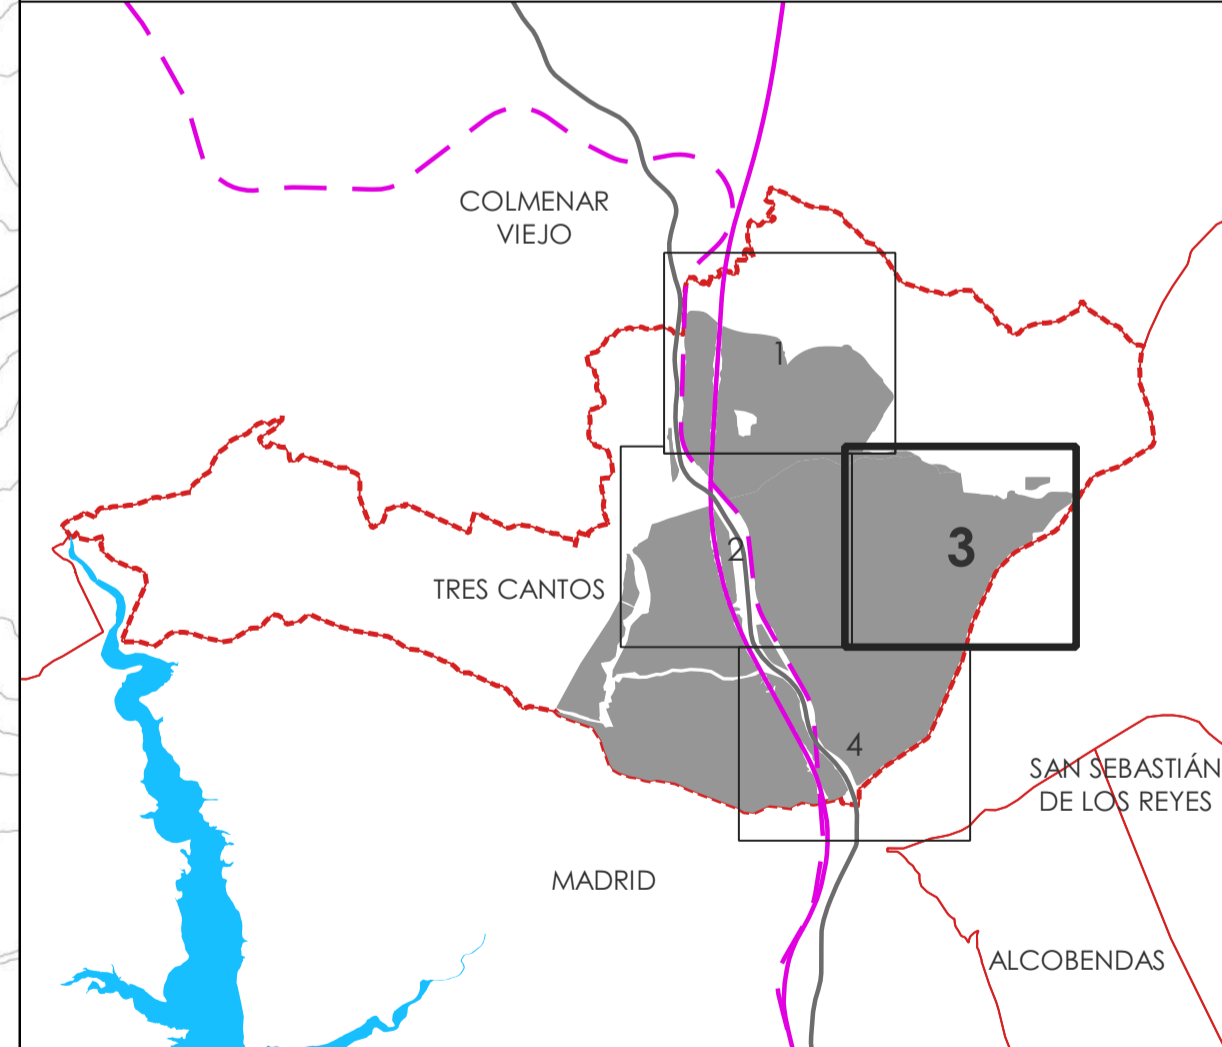 COLMENAR
VIEJO
1
2
3
TRES CANTOS
4
SAN SEBASTIÁN
DE LOS REYES
MADRID
ALCOBENDAS